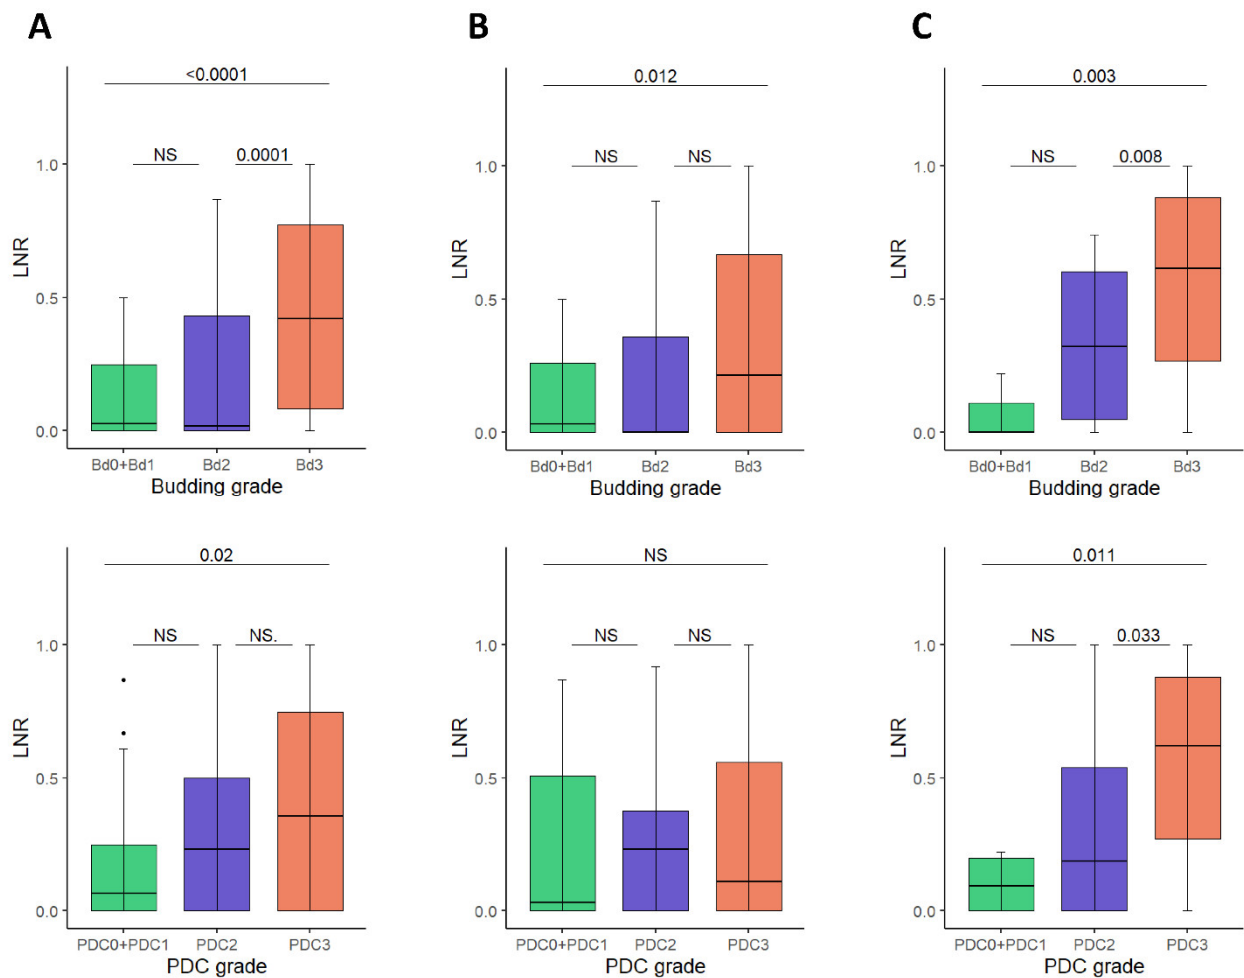 A
B
C
<0.0001
NS
0.0001
1.0
0.5
0.0
LNR
Bd0+Bd1
Bd2
Bd3
Budding grade
0.012
NS
NS
1.0
0.5
0.0
LNR
Bd0+Bd1
Bd2
Bd3
Budding grade
0.003
NS
0.008
1.0
0.5
0.0
LNR
Bd0+Bd1
Bd2
Bd3
Budding grade
0.02
NS
NS.
1.0
0.5
0.0
LNR
PDC0+PDC1
PDC2
PDC3
PDC grade
NS
NS
NS
1.0
0.5
0.0
LNR
PDC0+PDC1
PDC2
PDC3
PDC grade
0.011
NS
0.033
1.0
0.5
0.0
LNR
PDC0+PDC1
PDC2
PDC3
PDC grade